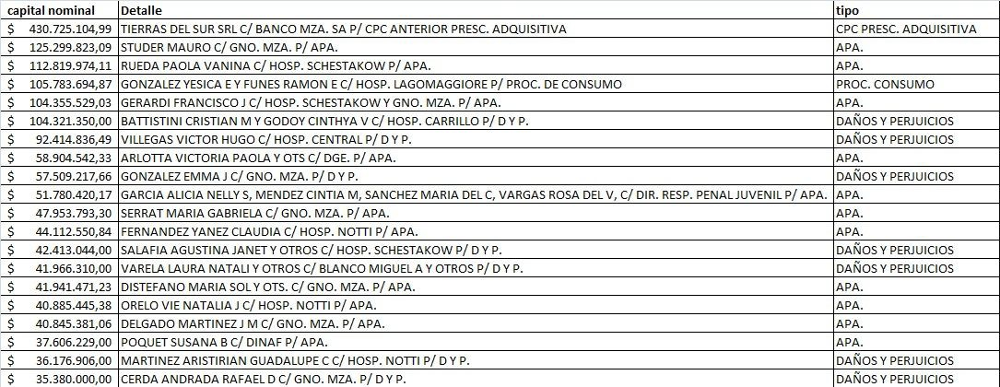 capital nominal Detalle tipo
$ 430.725.104,99 TIERRAS DEL SUR SRL C/ BANCO MZA. SA P/ CPC ANTERIOR PRESC. ADQUISITIVA CPC PRESC. ADQUISITIVA
$ 125.299.823,09 STUDER MAURO C/ GNO. MZA. P/ APA. APA.
$ 112.819.974,11 RUEDA PAOLA VANINA C/ HOSP. SCHESTAKOW P/ APA. APA.
$ 105.783.694,87 GONZALEZ YESICA E Y FUNES RAMON E C/ HOSP. LAGOMAGGIORE P/ PROC. DE CONSUMO PROC. CONSUMO
$ 104.355.529,03 GERARDI FRANCISCO J C/ HOSP. SCHESTAKOW Y GNO. MZA. P/ APA. APA.
$ 104.321.350,00 BATTISTINI CRISTIAN M Y GODOY CINTHYA V C/ HOSP. CARRILLO P/ D Y P. DAÑOS Y PERJUICIOS
$ 92.414.836,49 VILLEGAS VICTOR HUGO C/ HOSP. CENTRAL P/ D Y P. DAÑOS Y PERJUICIOS
$ 58.904.542,33 ARLOTTA VICTORIA PAOLA Y OTS C/ DGE. P/ APA. APA.
$ 57.509.217,66 GONZALEZ EMMA J C/ GNO. MZA. P/ D Y P. DAÑOS Y PERJUICIOS
$ 51.780.420,17 GARCIA ALICIA NELLY S, MENDEZ CINTIA M, SANCHEZ MARIA DEL C, VARGAS ROSA DEL V, C/ DIR. RESP. PENAL JUVENIL P/ APA. APA.
$ 47.953.793,30 SERRAT MARIA GABRIELA C/ GNO. MZA. P/ APA. APA.
$ 44.112.550,84 FERNANDEZ YANEZ CLAUDIA C/ HOSP. NOTTI P/ APA. APA.
$ 42.413.044,00 SALAFIA AGUSTINA JANET Y OTROS C/ HOSP. SCHESTAKOW P/ D Y P. DAÑOS Y PERJUICIOS
$ 41.966.310,00 VARELA LAURA NATALI Y OTROS C/ BLANCO MIGUEL A Y OTROS P/ D Y P. DAÑOS Y PERJUICIOS
$ 41.941.471,23 DISTEFANO MARIA SOL Y OTS. C/ GNO. MZA. P/ APA. APA.
$ 40.885.445,38 ORELO VIE NATALIA J C/ HOSP. NOTTI P/ APA. APA.
$ 40.845.381,06 DELGADO MARTINEZ J M C/ GNO. MZA. P/ APA. APA.
$ 37.606.229,00 POQUET SUSANA B C/ DINAF P/ APA. APA.
$ 36.176.906,00 MARTINEZ ARISTIRIAN GUADALUPE C C/ HOSP. NOTTI P/ D Y P. DAÑOS Y PERJUICIOS
$ 35.380.000,00 CERDA ANDRADA RAFAEL D C/ GNO. MZA. P/ D Y P. DAÑOS Y PERJUICIOS